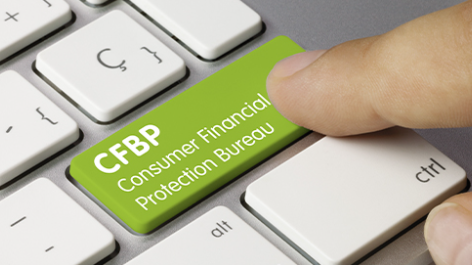 +
=
Ç }
" {
CFBP
Consumer Financial
Protection Bureau
ctrl
alt